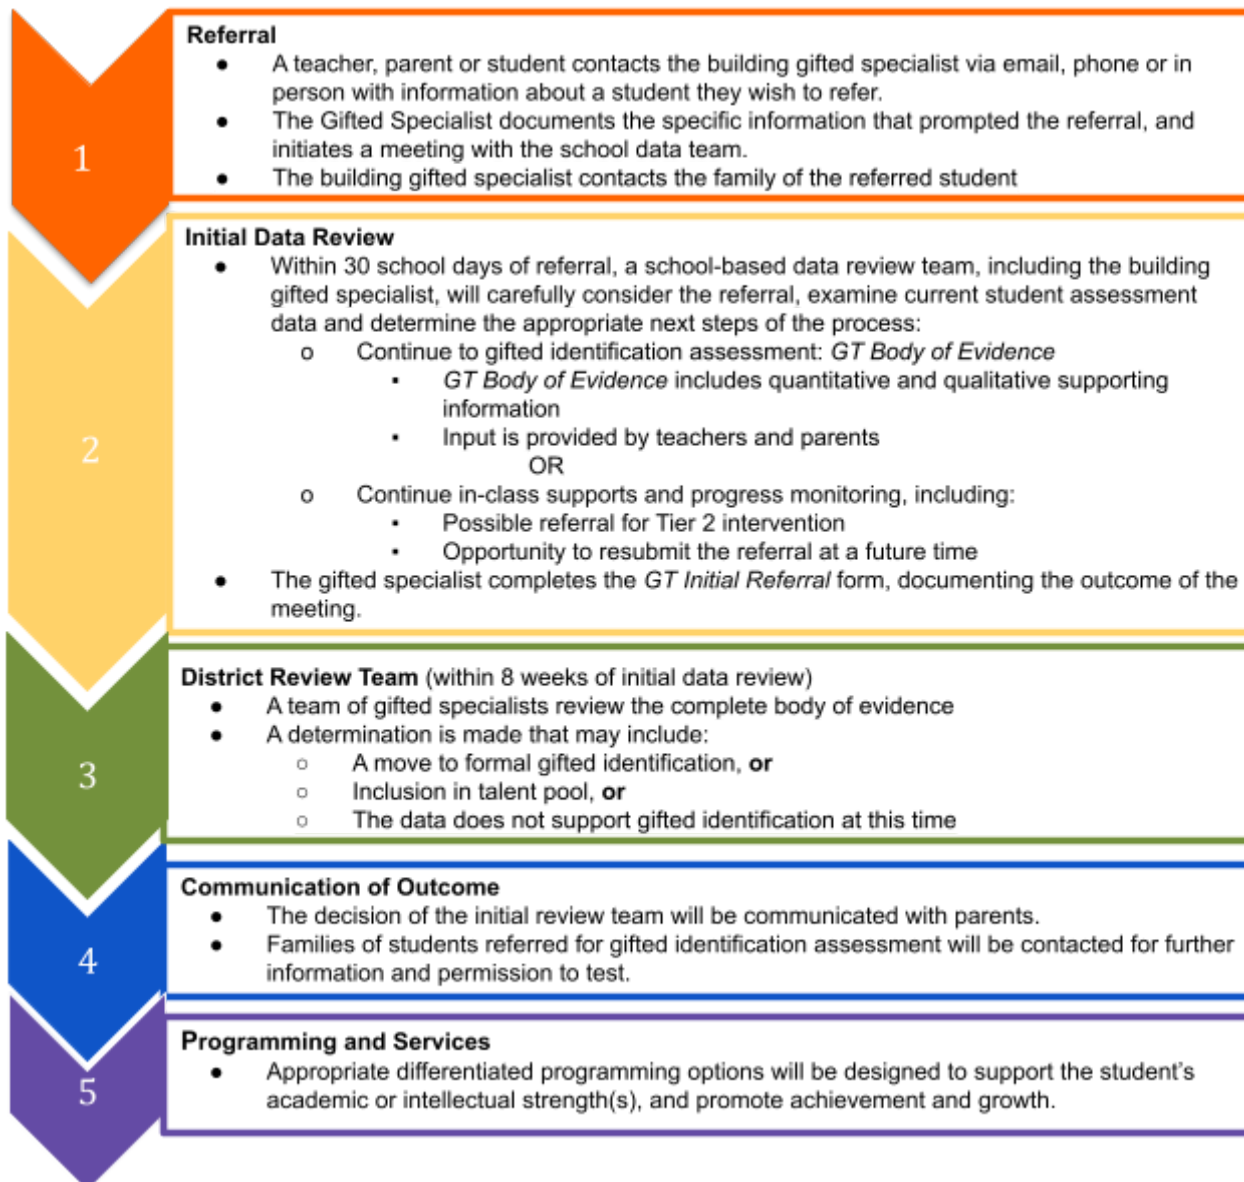 1
Referral
● A teacher, parent or student contacts the building gifted specialist via email, phone or in
person with information about a student they wish to refer.
● The Gifted Specialist documents the specific information that prompted the referral, and
initiates a meeting with the school data team.
● The building gifted specialist contacts the family of the referred student
2
Initial Data Review
● Within 30 school days of referral, a school-based data review team, including the building
gifted specialist, will carefully consider the referral, examine current student assessment
data and determine the appropriate next steps of the process:
o Continue to gifted identification assessment: GT Body of Evidence
▪ GT Body of Evidence includes quantitative and qualitative supporting
information
▪ Input is provided by teachers and parents
OR
o Continue in-class supports and progress monitoring, including:
▪ Possible referral for Tier 2 intervention
▪ Opportunity to resubmit the referral at a future time
● The gifted specialist completes the GT Initial Referral form, documenting the outcome of the
meeting.
3
District Review Team (within 8 weeks of initial data review)
● A team of gifted specialists review the complete body of evidence
● A determination is made that may include:
○ A move to formal gifted identification, or
○ Inclusion in talent pool, or
○ The data does not support gifted identification at this time
4
Communication of Outcome
● The decision of the initial review team will be communicated with parents.
● Families of students referred for gifted identification assessment will be contacted for further
information and permission to test.
5
Programming and Services
● Appropriate differentiated programming options will be designed to support the student's
academic or intellectual strength(s), and promote achievement and growth.